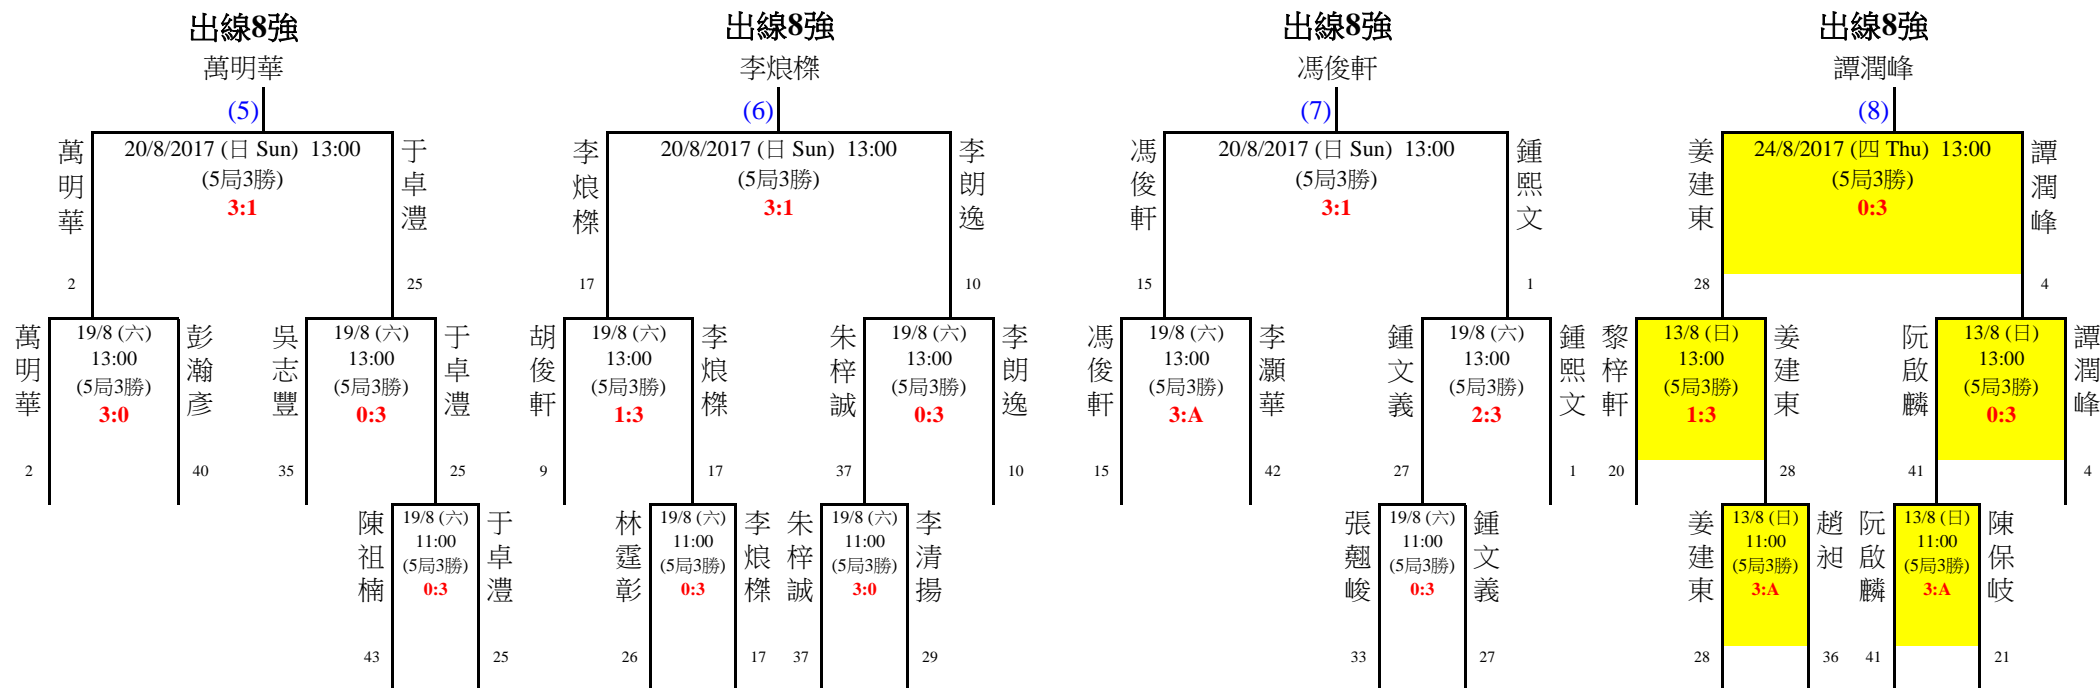 出線8強
萬明華
(5)
萬明華
20/8/2017 (日 Sun) 13:00
(5局3勝)
3:1
于卓澧
2
25
萬明華
19/8 (六)
13:00
(5局3勝)
3:0
彭瀚彥
2
40
吳志豐
19/8 (六)
13:00
(5局3勝)
0:3
于卓澧
35
25
陳祖楠
19/8 (六)
11:00
(5局3勝)
0:3
于卓澧
43
25
出線8強
李烺榤
(6)
李烺榤
20/8/2017 (日 Sun) 13:00
(5局3勝)
3:1
李朗逸
17
10
胡俊軒
19/8 (六)
13:00
(5局3勝)
1:3
李烺榤
9
17
朱梓誠
19/8 (六)
13:00
(5局3勝)
0:3
李朗逸
37
10
林霆彰
19/8 (六)
11:00
(5局3勝)
0:3
李烺榤
26
17
朱梓誠
19/8 (六)
11:00
(5局3勝)
3:0
李清揚
37
29
出線8強
馮俊軒
(7)
馮俊軒
20/8/2017 (日 Sun) 13:00
(5局3勝)
3:1
鍾熙文
15
1
馮俊軒
19/8 (六)
13:00
(5局3勝)
3:A
李灝華
15
42
鍾文義
19/8 (六)
13:00
(5局3勝)
2:3
鍾熙文
27
1
張翹峻
19/8 (六)
11:00
(5局3勝)
0:3
鍾文義
33
27
出線8強
譚潤峰
(8)
姜建東
24/8/2017 (四 Thu) 13:00
(5局3勝)
0:3
譚潤峰
28
4
黎梓軒
13/8 (日)
13:00
(5局3勝)
1:3
姜建東
20
28
阮啟麟
13/8 (日)
13:00
(5局3勝)
0:3
譚潤峰
41
4
姜建東
13/8 (日)
11:00
(5局3勝)
3:A
趙昶
28
36
阮啟麟
13/8 (日)
11:00
(5局3勝)
3:A
陳保岐
41
21